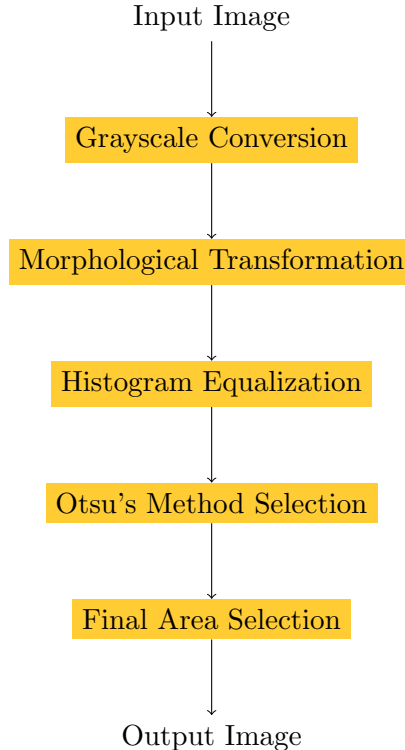 Input Image
Grayscale Conversion
Morphological Transformation
Histogram Equalization
Otsu's Method Selection
Final Area Selection
Output Image